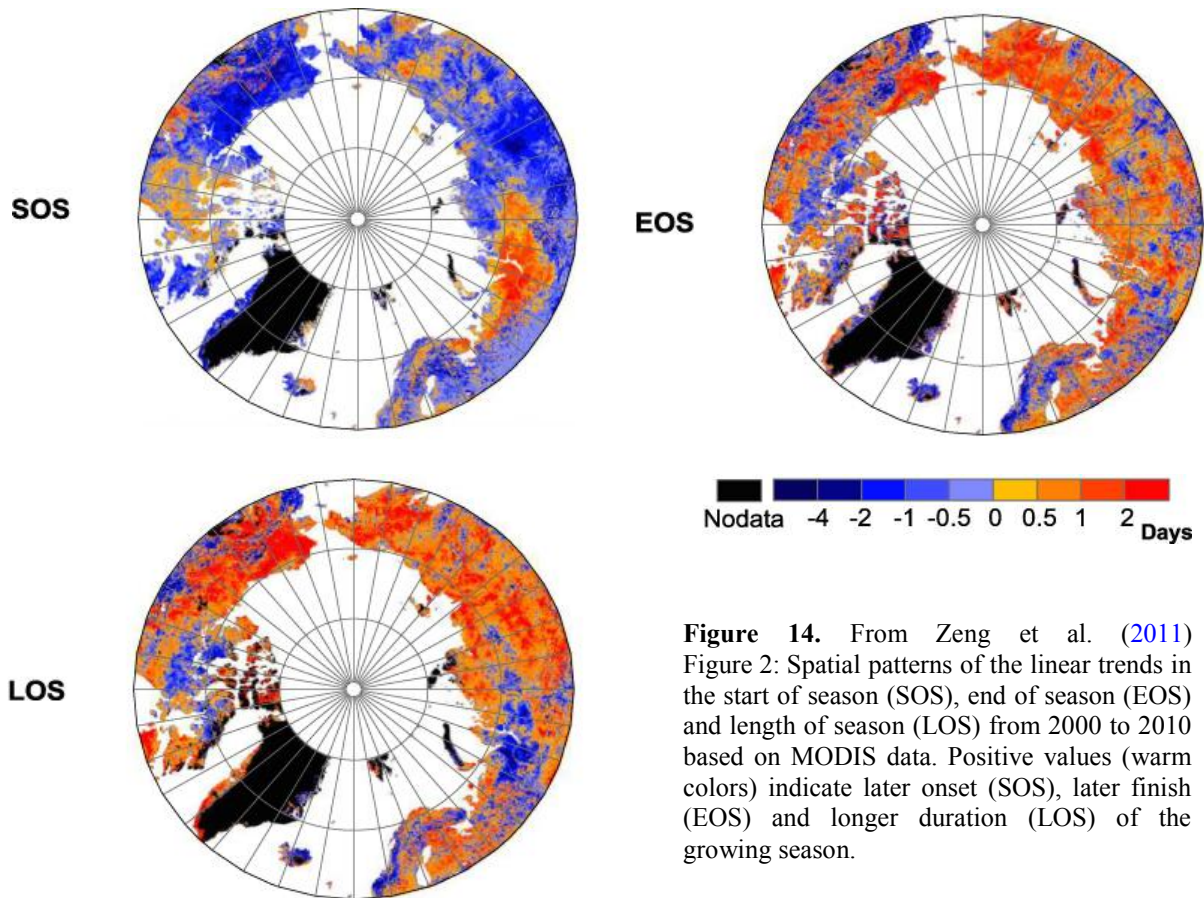 SOS
EOS
Nodata -4 -2 -1 -0.5 0 0.5 1 2 Days
LOS
Figure 14. From Zeng et al. (2011)
Figure 2: Spatial patterns of the linear trends in
the start of season (SOS), end of season (EOS)
and length of season (LOS) from 2000 to 2010
based on MODIS data. Positive values (warm
colors) indicate later onset (SOS), later finish
(EOS) and longer duration (LOS) of the
growing season.